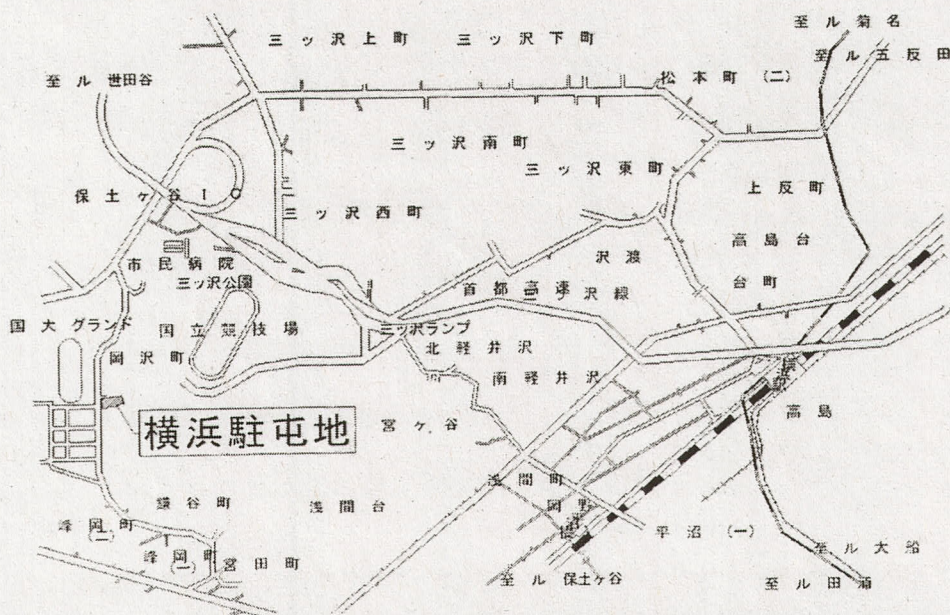 至ル菊名
三ッ沢上町 三ッ沢下町
至ル五反田
至ル世田谷
松本町(二)
三ッ沢南町
三ッ沢東町
上反町
保土ヶ谷IC
三ッ沢西町
高島台
沢渡
市民病院
台町
三ッ沢公園
首都高速
三ツ沢線
国大グランド
国立競技場
三ッ沢ランプ
北軽井沢
岡沢町
南軽井沢
横
駅
高島
横浜駐屯地
宮ヶ谷
浅間町
岡野
鎌谷町
浅間台
峰岡町
(二)
平沼(一)
峰岡町
(一)
宮田町
至ル大船
至ル保土ヶ谷
至ル田浦